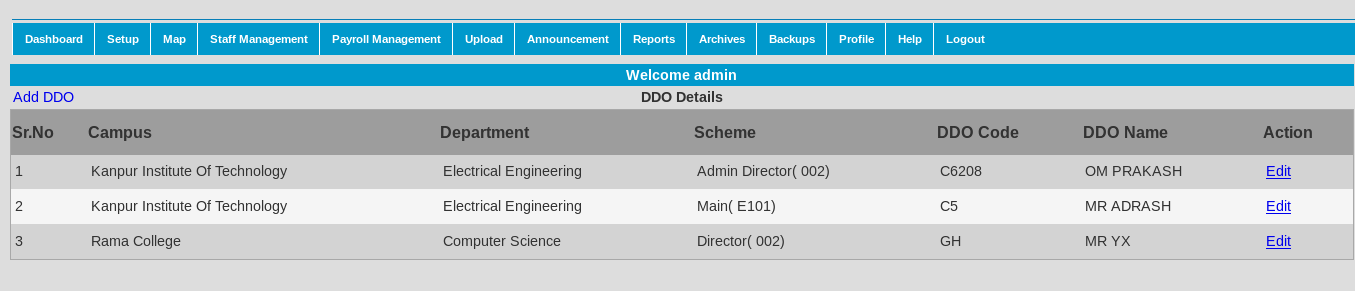 Dashboard Setup Map Staff Management Payroll Management Upload Announcement Reports Archives Backups Profile Help Logout
Welcome admin
Add DDO DDO Details
Sr.No Campus Department Scheme DDO Code DDO Name Action
1 Kanpur Institute Of Technology Electrical Engineering Admin Director( 002) C6208 OM PRAKASH Edit
2 Kanpur Institute Of Technology Electrical Engineering Main( E101) C5 MR ADRASH Edit
3 Rama College Computer Science Director( 002) GH MR YX Edit